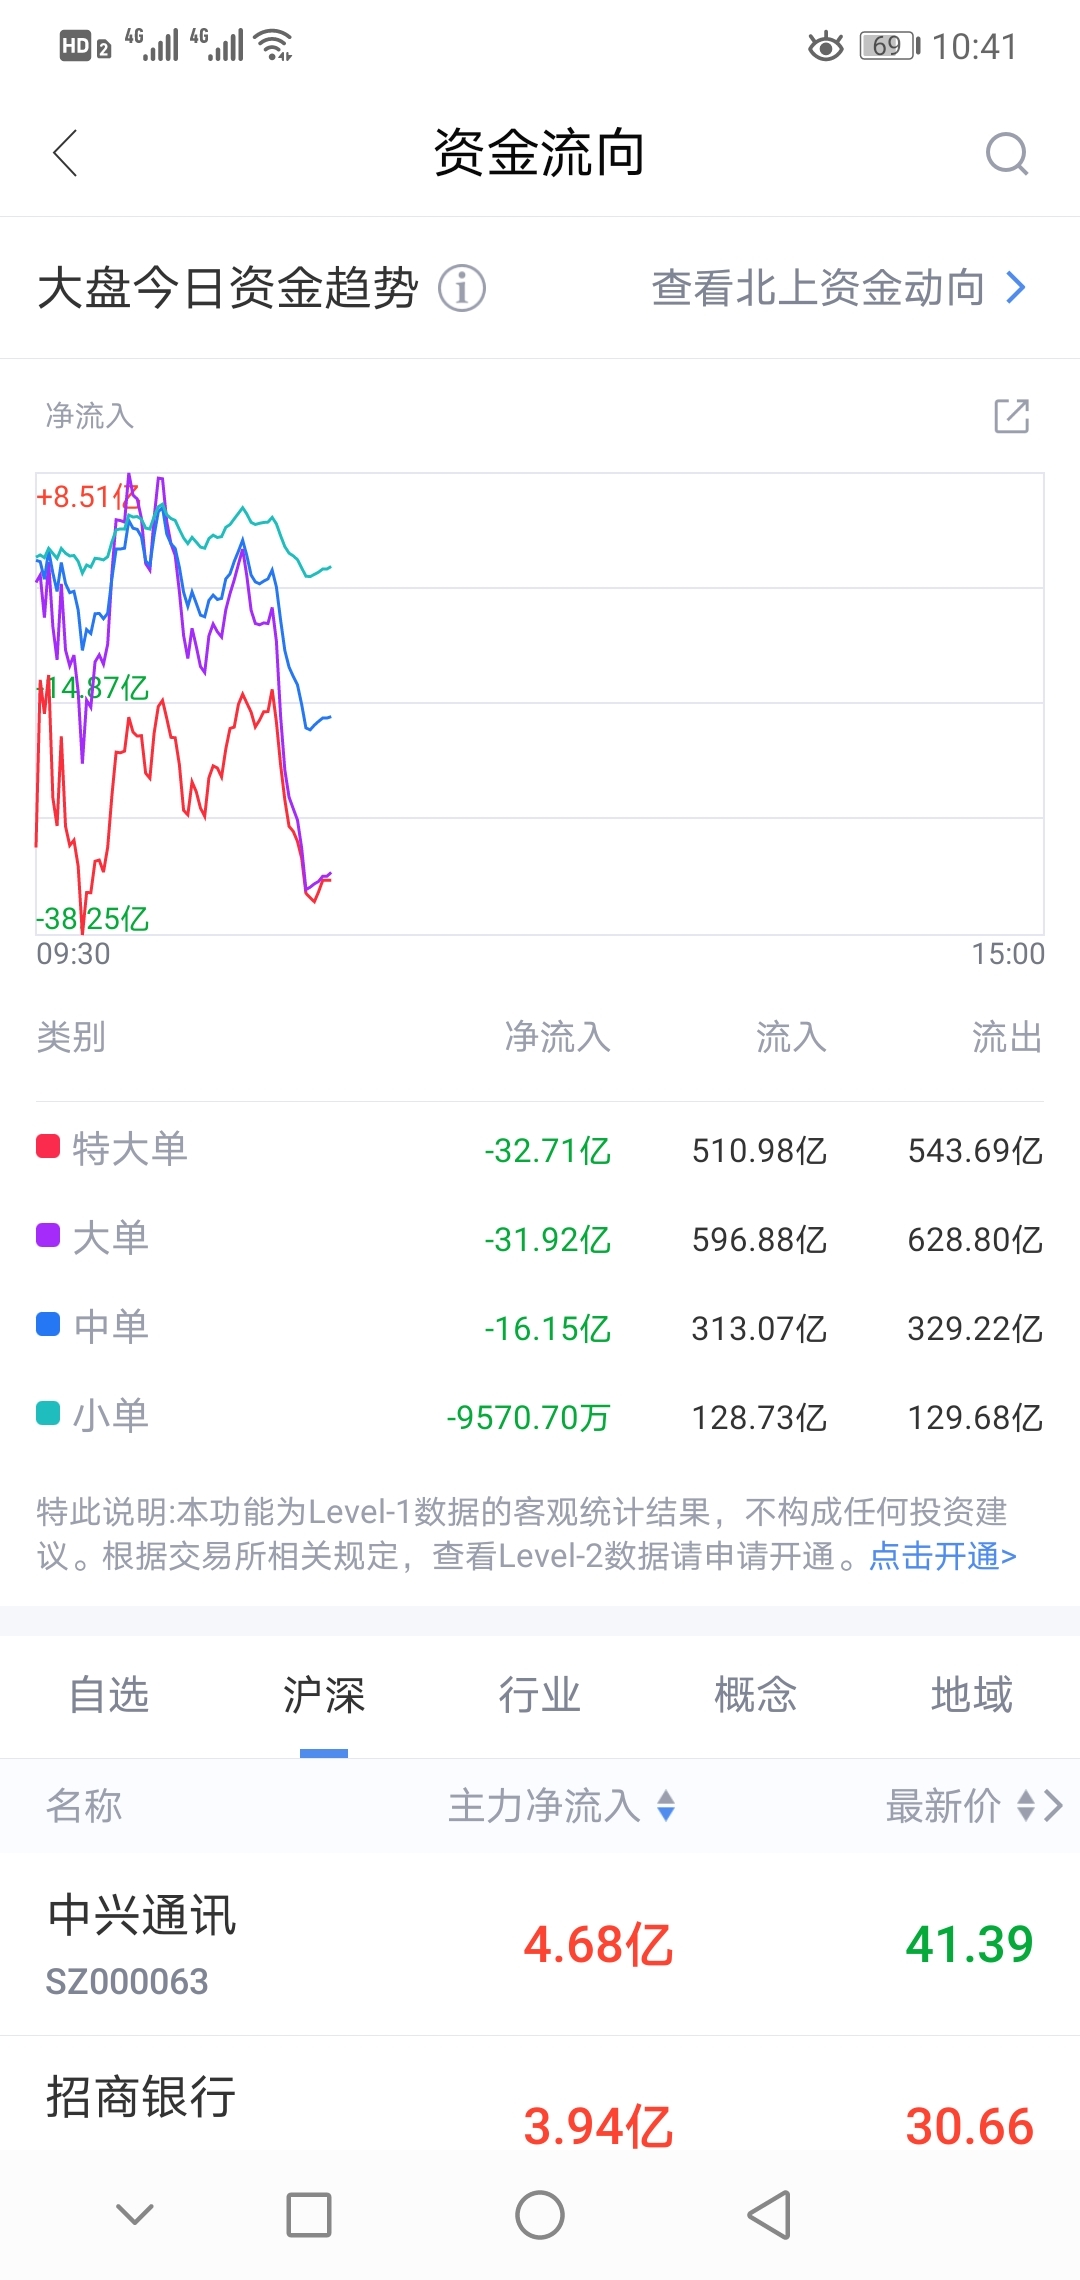 HD 2 4G 4G 69 10:41
资金流向
大盘今日资金趋势 查看北上资金动向
净流入
+8.51亿
-14.87亿
-38.25亿
09:30 15:00
类别 净流入 流入 流出
特大单 -32.71亿 510.98亿 543.69亿
大单 -31.92亿 596.88亿 628.80亿
中单 -16.15亿 313.07亿 329.22亿
小单 -9570.70万 128.73亿 129.68亿
特此说明:本功能为Level-1数据的客观统计结果，不构成任何投资建
议。根据交易所相关规定，查看Level-2数据请申请开通。点击开通>
自选 沪深 行业 概念 地域
名称 主力净流入 最新价
中兴通讯 4.68亿 41.39
SZ000063
招商银行 3.94亿 30.66